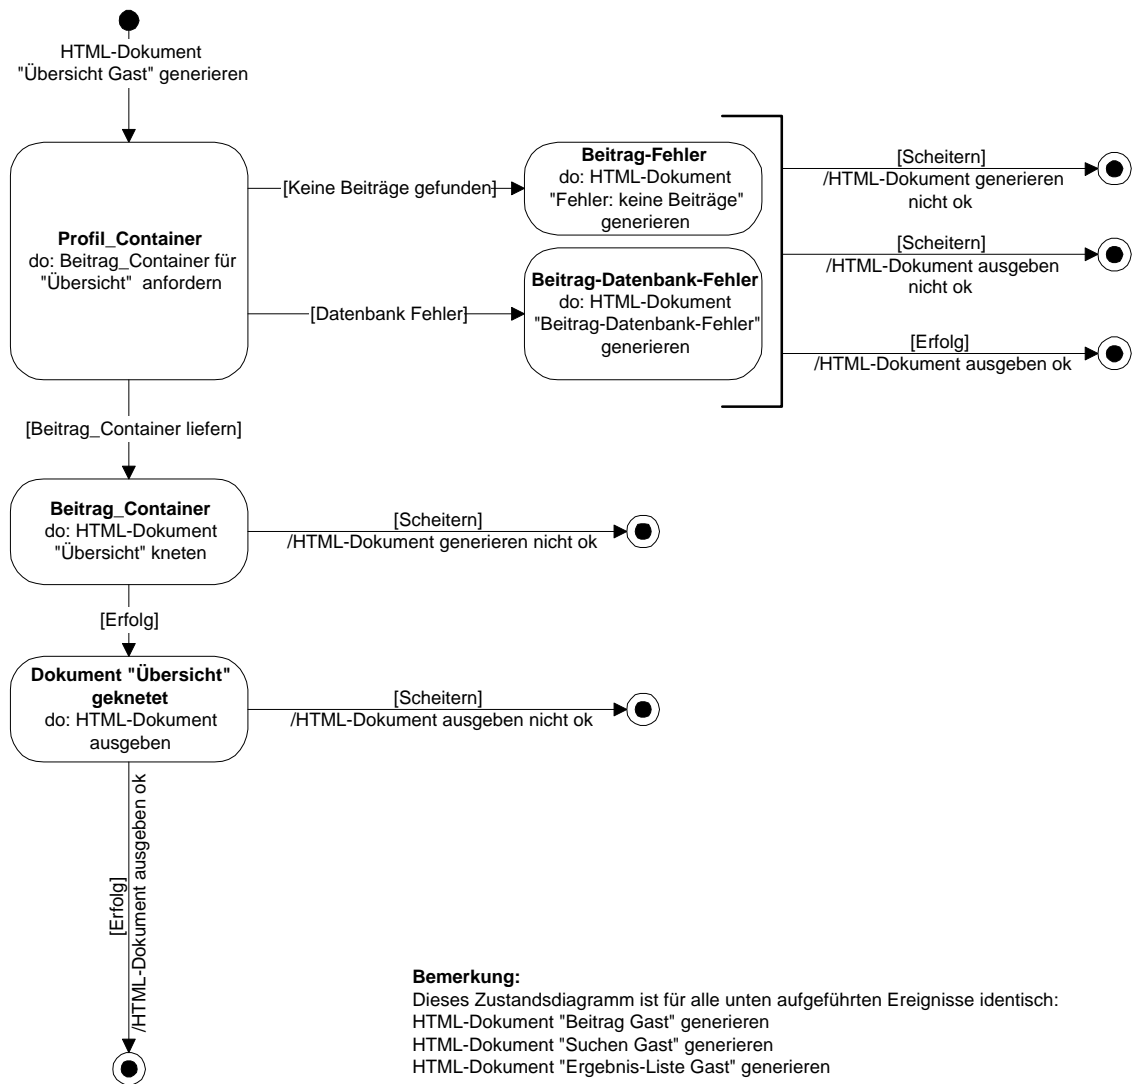 HTML-Dokument
"Übersicht Gast" generieren
Profil_Container
do: Beitrag_Container für
"Übersicht" anfordern
[Keine Beiträge gefunden]
Beitrag-Fehler
do: HTML-Dokument
"Fehler: keine Beiträge"
generieren
[Datenbank Fehler]
Beitrag-Datenbank-Fehler
do: HTML-Dokument
"Beitrag-Datenbank-Fehler"
generieren
[Scheitern]
/HTML-Dokument generieren
nicht ok
[Scheitern]
/HTML-Dokument ausgeben
nicht ok
[Erfolg]
/HTML-Dokument ausgeben ok
[Beitrag_Container liefern]
Beitrag_Container
do: HTML-Dokument
"Übersicht" kneten
[Scheitern]
/HTML-Dokument generieren nicht ok
[Erfolg]
Dokument "Übersicht"
geknetet
do: HTML-Dokument
ausgeben
[Scheitern]
/HTML-Dokument ausgeben nicht ok
[Erfolg]
/HTML-Dokument ausgeben ok
Bemerkung:
Dieses Zustandsdiagramm ist für alle unten aufgeführten Ereignisse identisch:
HTML-Dokument "Beitrag Gast" generieren
HTML-Dokument "Suchen Gast" generieren
HTML-Dokument "Ergebnis-Liste Gast" generieren